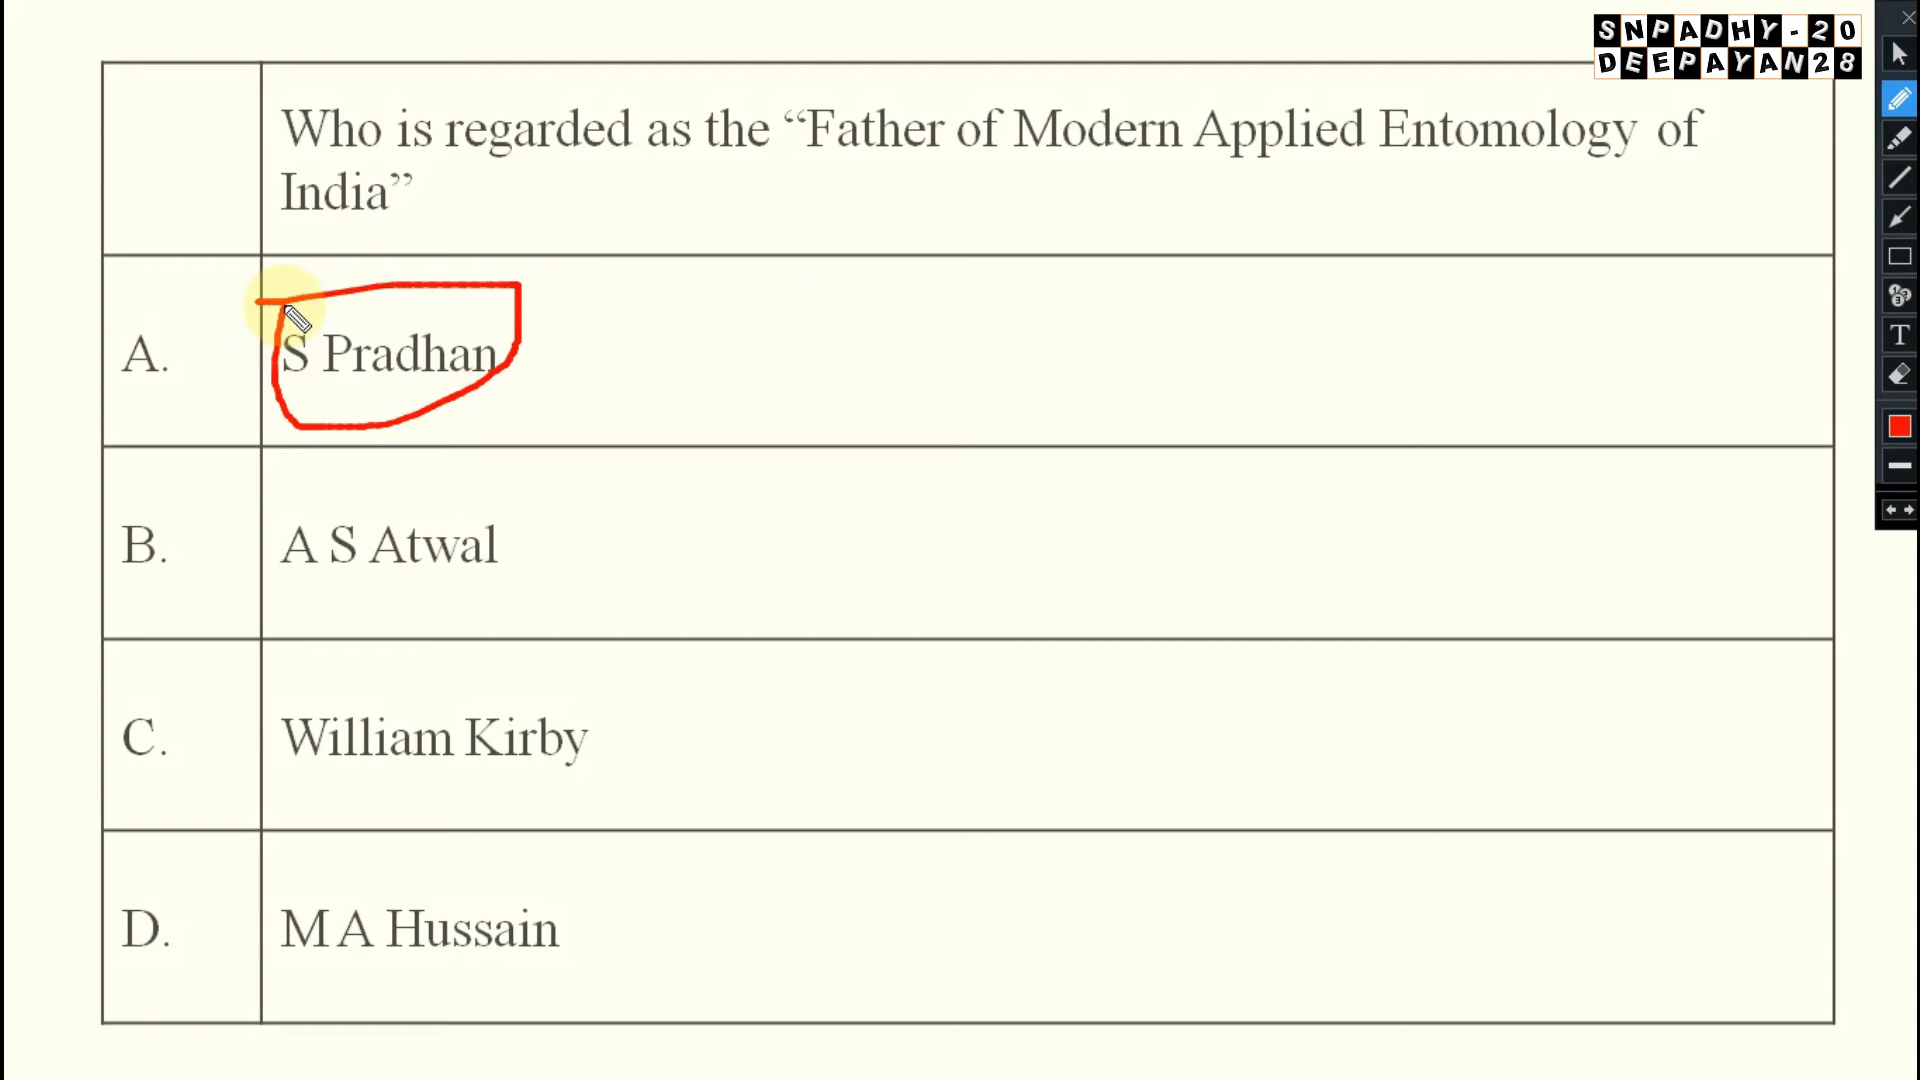 SNPADHY-20
DEEPAYAN28
Who is regarded as the “Father of Modern Applied Entomology of
India”
A. S Pradhan
B. A S Atwal
C. William Kirby
D. M A Hussain
T